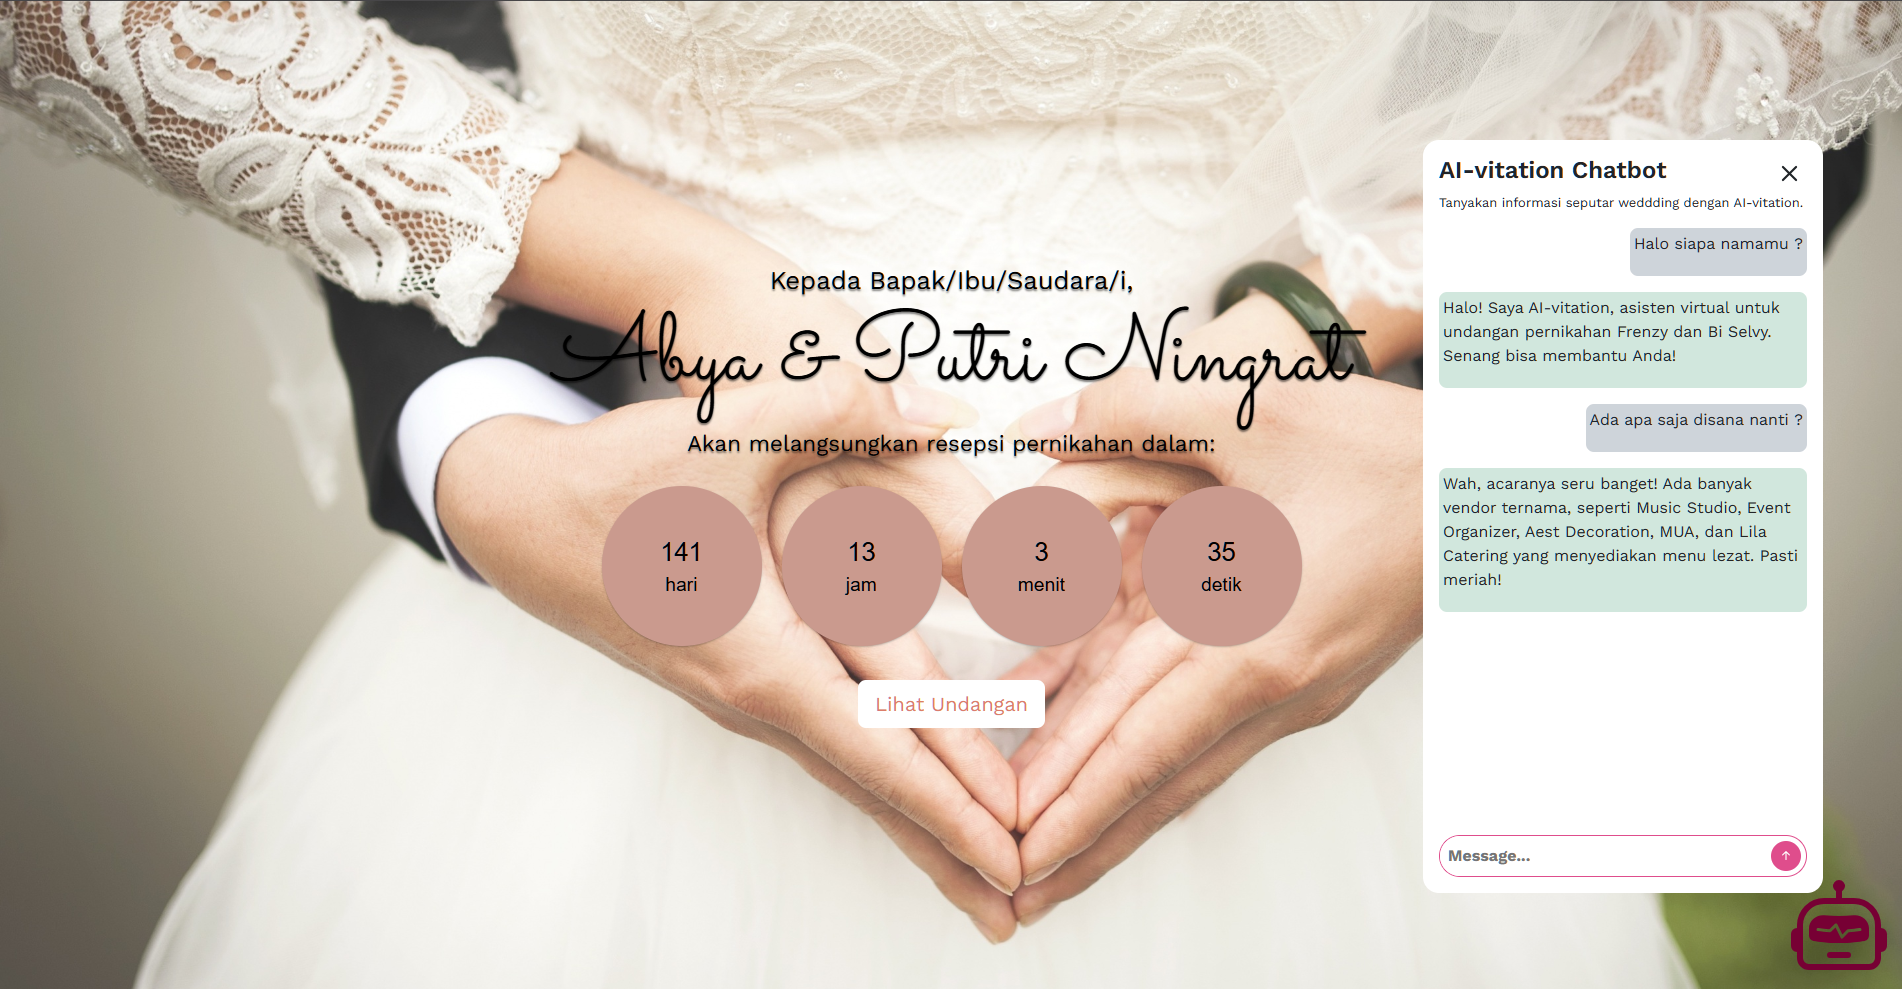 Kepada Bapak/Ibu/Saudara/i,
Abya & Putri Ningrat
Akan melangsungkan resepsi pernikahan dalam:
141
hari
13
jam
3
menit
35
detik
Lihat Undangan
AI-vitation Chatbot
Tanyakan informasi seputar weddding dengan AI-vitation.
Halo siapa namamu ?
Halo! Saya AI-vitation, asisten virtual untuk
undangan pernikahan Frenzy dan Bi Selvy.
Senang bisa membantu Anda!
Ada apa saja disana nanti ?
Wah, acaranya seru banget! Ada banyak
vendor ternama, seperti Music Studio, Event
Organizer, Aest Decoration, MUA, dan Lila
Catering yang menyediakan menu lezat. Pasti
meriah!
Message...